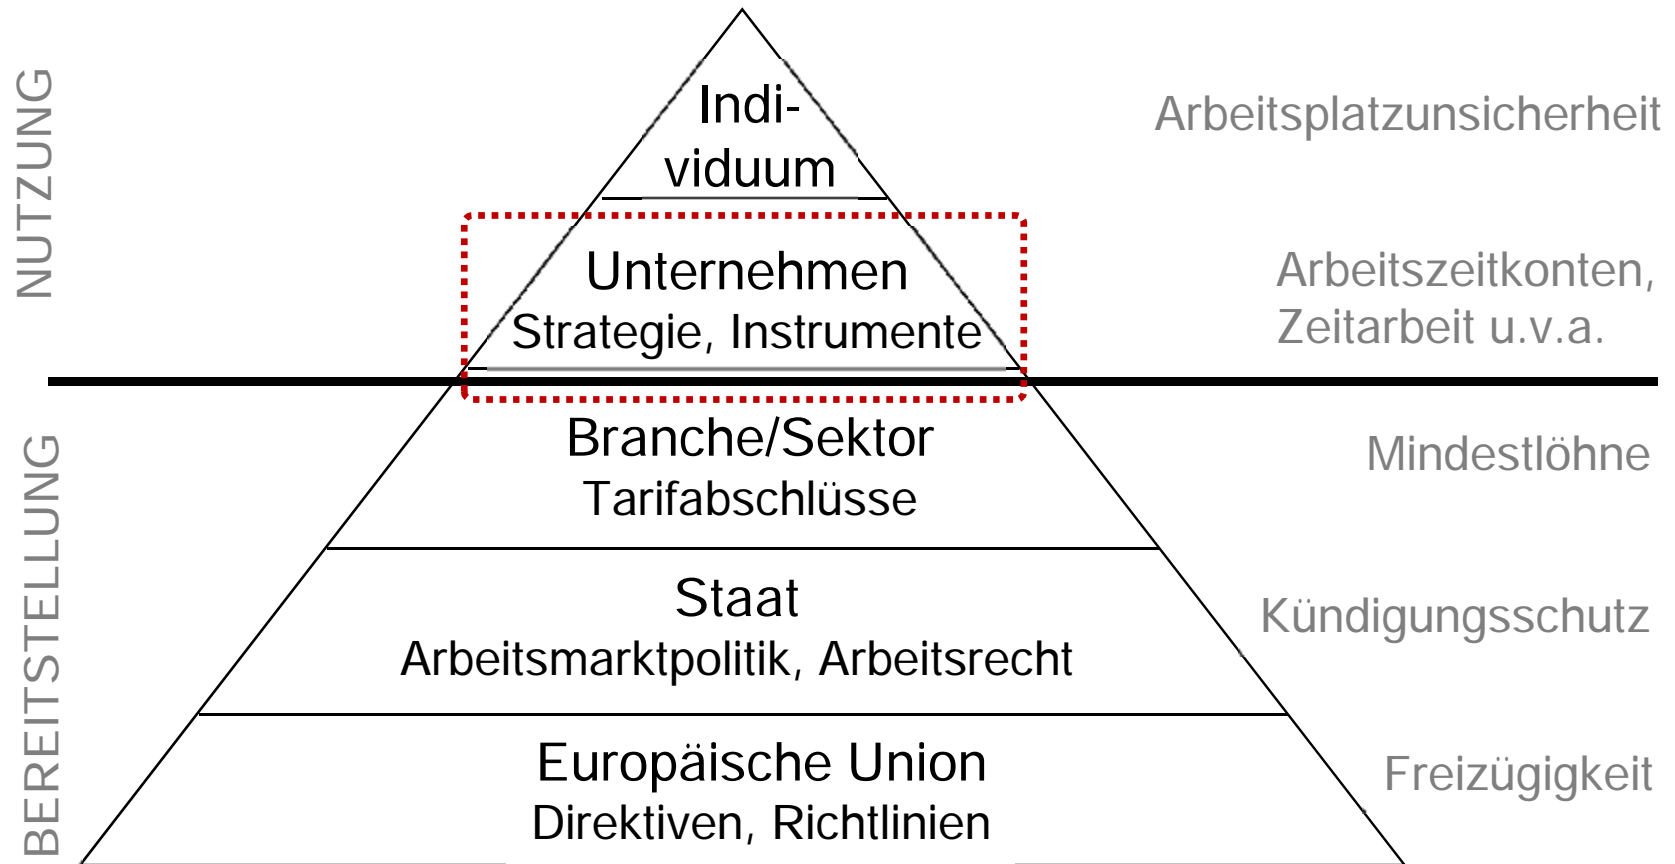 NUTZUNG
Indi-
viduum
Arbeitsplatzunsicherheit
Unternehmen
Strategie, Instrumente
Arbeitszeitkonten,
Zeitarbeit u.v.a.
BEREITSTELLUNG
Branche/Sektor
Tarifabschlüsse
Mindestlöhne
Staat
Arbeitsmarktpolitik, Arbeitsrecht
Kündigungsschutz
Europäische Union
Direktiven, Richtlinien
Freizügigkeit